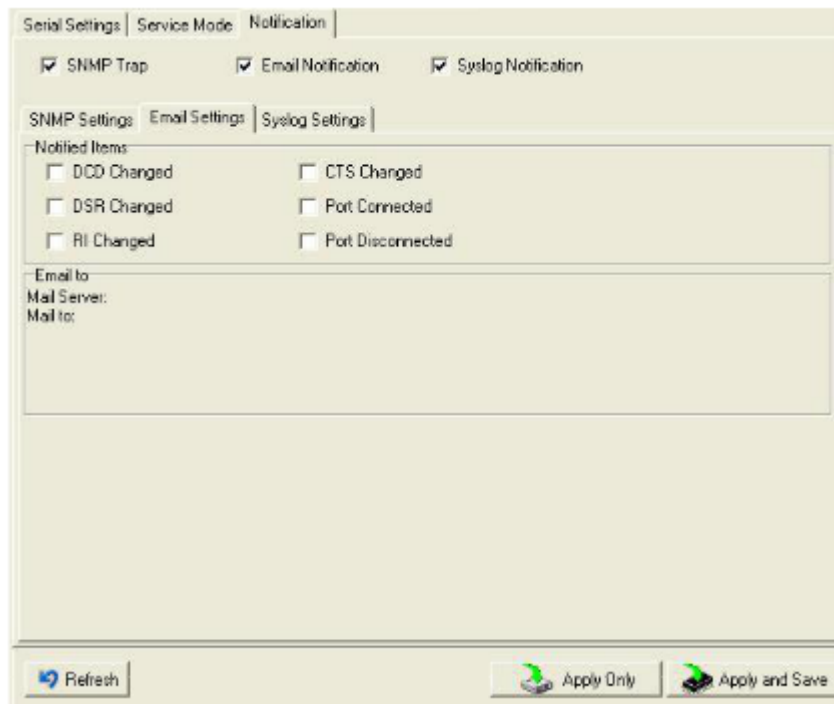 Serial Settings Service Mode Notification
SNMP Trap Email Notification Syslog Notification
SNMP Settings Email Settings Syslog Settings
Notified Items
DCD Changed CTS Changed
DSR Changed Port Connected
RI Changed Port Disconnected
Email to
Mail Server:
Mail to:
Refresh Apply Only Apply and Save